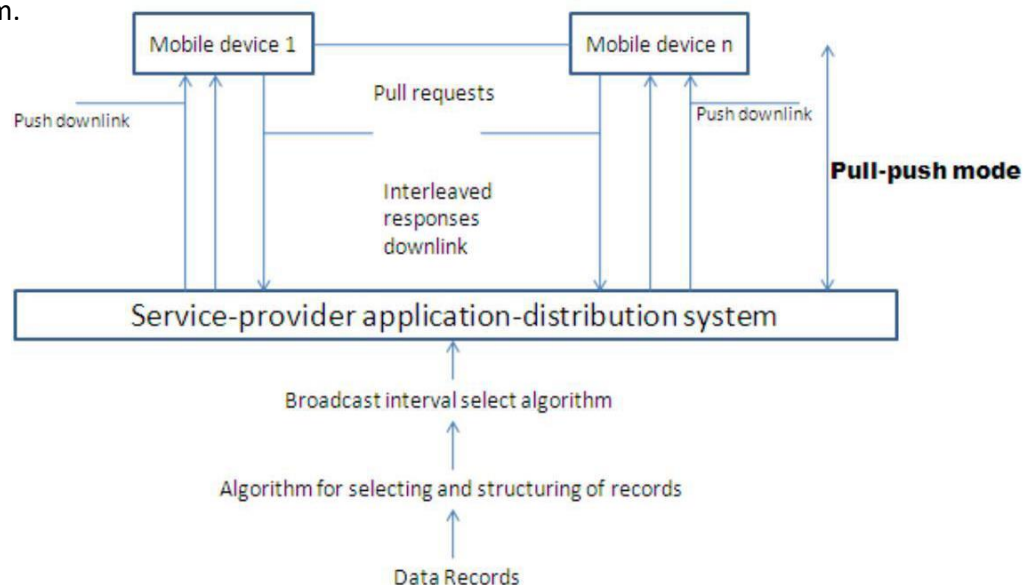 m.
Mobile device 1
Mobile device n
Pull requests
Push downlink
Push downlink
Pull-push mode
Interleaved
responses
downlink
Service-provider application-distribution system
Broadcast interval select algorithm
Algorithm for selecting and structuring of records
Data Records